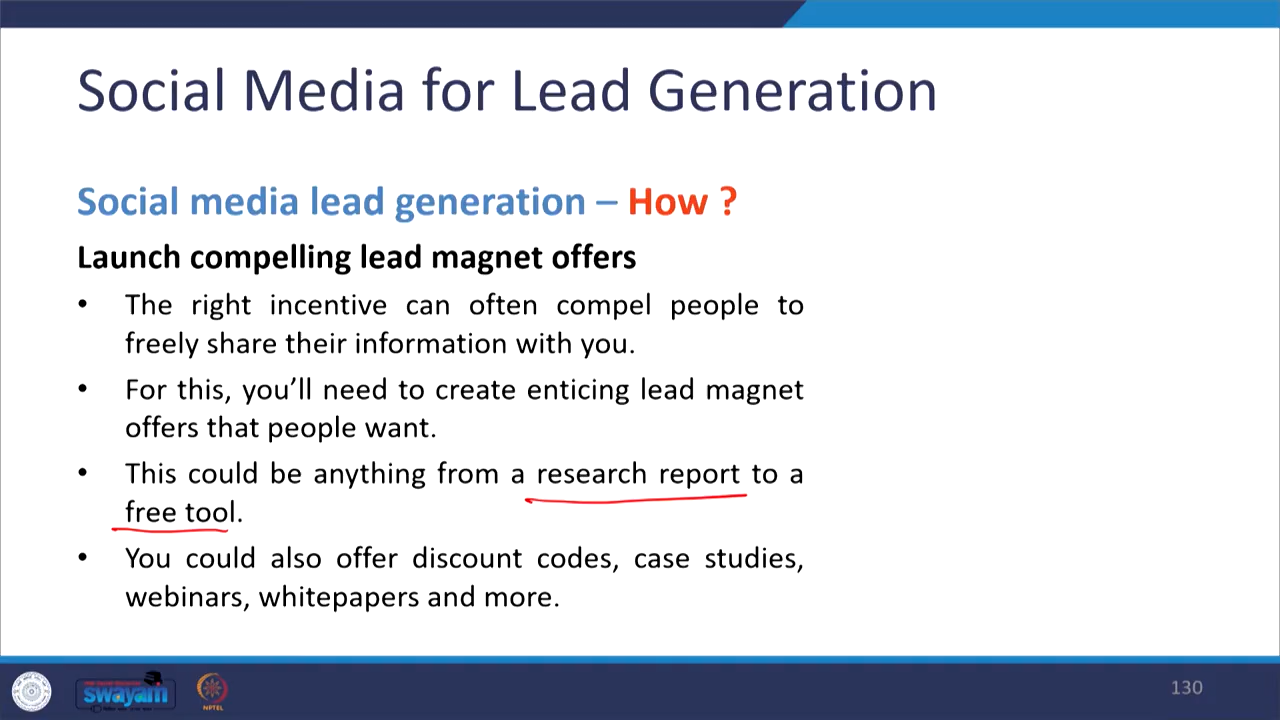 Social Media for Lead Generation
Social media lead generation – How ?
Launch compelling lead magnet offers
• The right incentive can often compel people to
freely share their information with you.
• For this, you’ll need to create enticing lead magnet
offers that people want.
• This could be anything from a research report to a
free tool.
• You could also offer discount codes, case studies,
webinars, whitepapers and more.
swayam
NPTEL
130